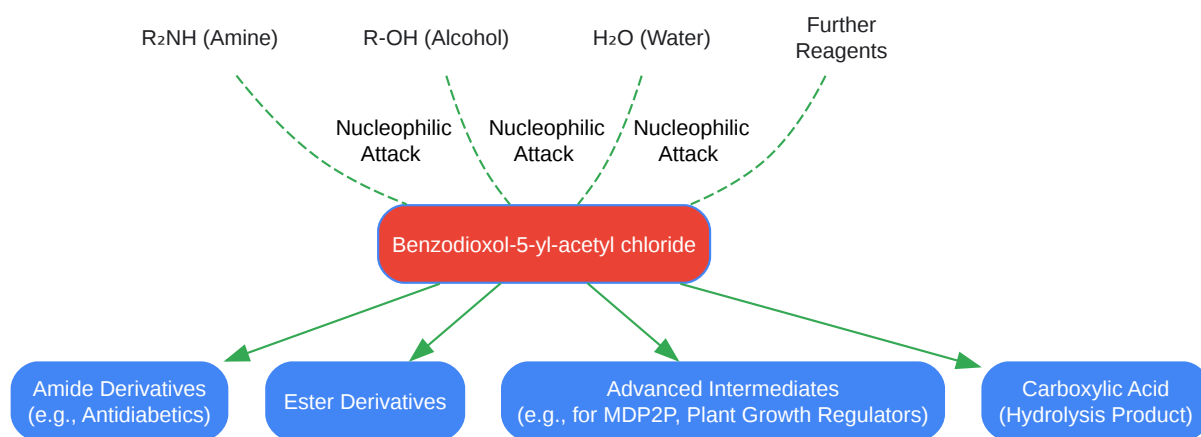 R₂NH (Amine)
R-OH (Alcohol)
H₂O (Water)
Further
Reagents
Nucleophilic
Attack
Nucleophilic
Attack
Nucleophilic
Attack
Benzodioxol-5-yl-acetyl chloride
Amide Derivatives
(e.g., Antidiabetics)
Ester Derivatives
Advanced Intermediates
(e.g., for MDP2P, Plant Growth Regulators)
Carboxylic Acid
(Hydrolysis Product)